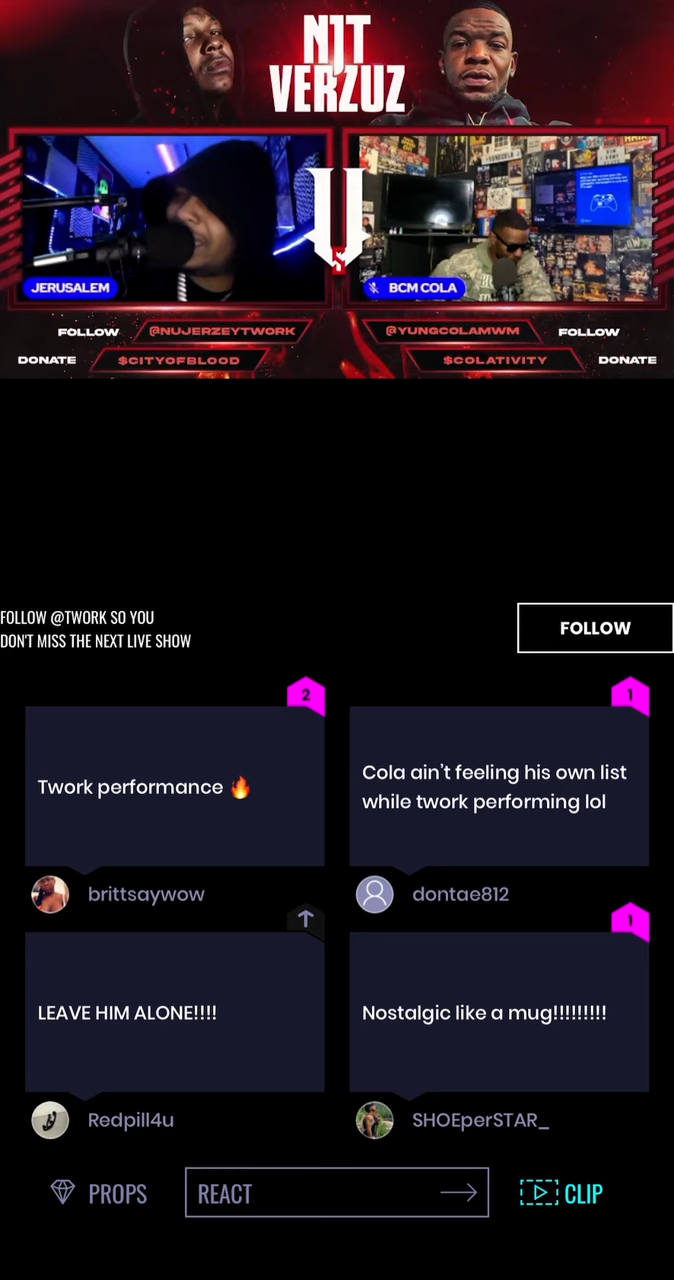 NJT
VERZUZ
JERUSALEM
BCM COLA
FOLLOW @NUJERZEYTWORK
@YUNGCOLAMWM FOLLOW
DONATE $CITYOFBLOOD
$COLATIVITY DONATE
FOLLOW @TWORK SO YOU
DON'T MISS THE NEXT LIVE SHOW
FOLLOW
2
Twork performance 🔥
brittsaywow
1
Cola ain’t feeling his own list
while twork performing lol
dontae812
LEAVE HIM ALONE!!!!
Redpill4u
1
Nostalgic like a mug!!!!!!!!!
SHOEperSTAR_
PROPS
REACT
CLIP